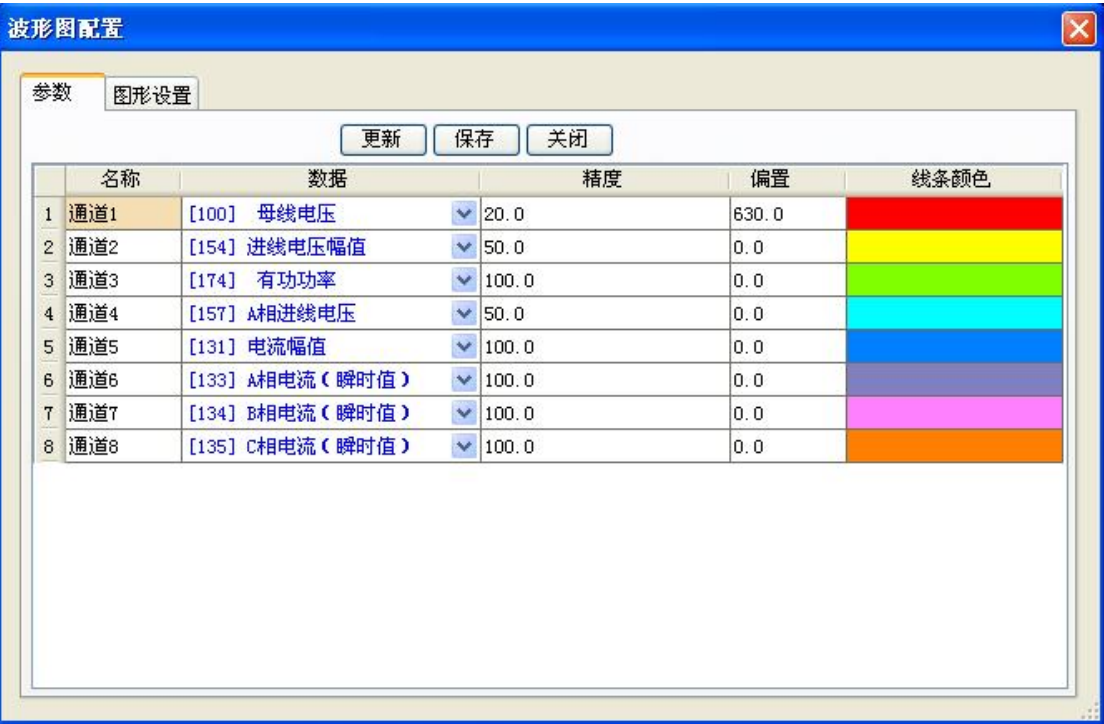 波形图配置
参数 图形设置
更新 保存 关闭
名称 数据 精度 偏置 线条颜色
1 通道1 [100] 母线电压 20.0 630.0
2 通道2 [154] 进线电压幅值 50.0 0.0
3 通道3 [174] 有功功率 100.0 0.0
4 通道4 [157] A相进线电压 50.0 0.0
5 通道5 [131] 电流幅值 100.0 0.0
6 通道6 [133] A相电流(瞬时值) 100.0 0.0
7 通道7 [134] B相电流(瞬时值) 100.0 0.0
8 通道8 [135] C相电流(瞬时值) 100.0 0.0